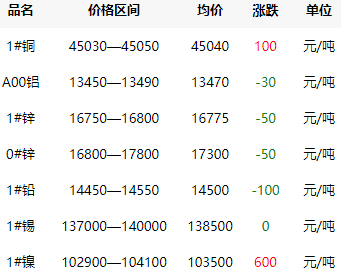 品名 价格区间 均价 涨跌 单位
1#铜 45030—45050 45040 100 元/吨
A00铝 13450—13490 13470 -30 元/吨
1#锌 16750—16800 16775 -50 元/吨
0#锌 16800—17800 17300 -50 元/吨
1#铅 14450—14550 14500 -100 元/吨
1#锡 137000—140000 138500 0 元/吨
1#镍 102900—104100 103500 600 元/吨